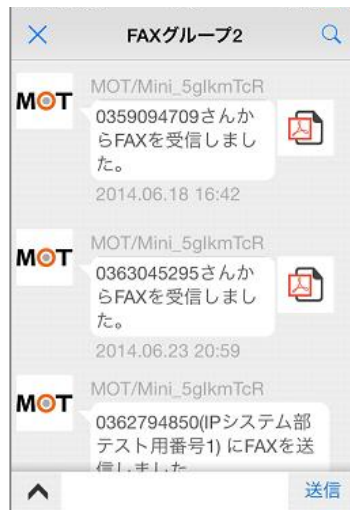 FAXグループ2
MOT/Mini_5glkmTcR
MOT
0359094709さんか
らFAXを受信しまし
た。
2014.06.18 16:42
MOT/Mini_5glkmTcR
MOT
0363045295さんか
らFAXを受信しまし
た。
2014.06.23 20:59
MOT/Mini_5glkmTcR
MOT
0362794850(IPシステム部
テスト用番号1) にFAXを送
信しました
送信